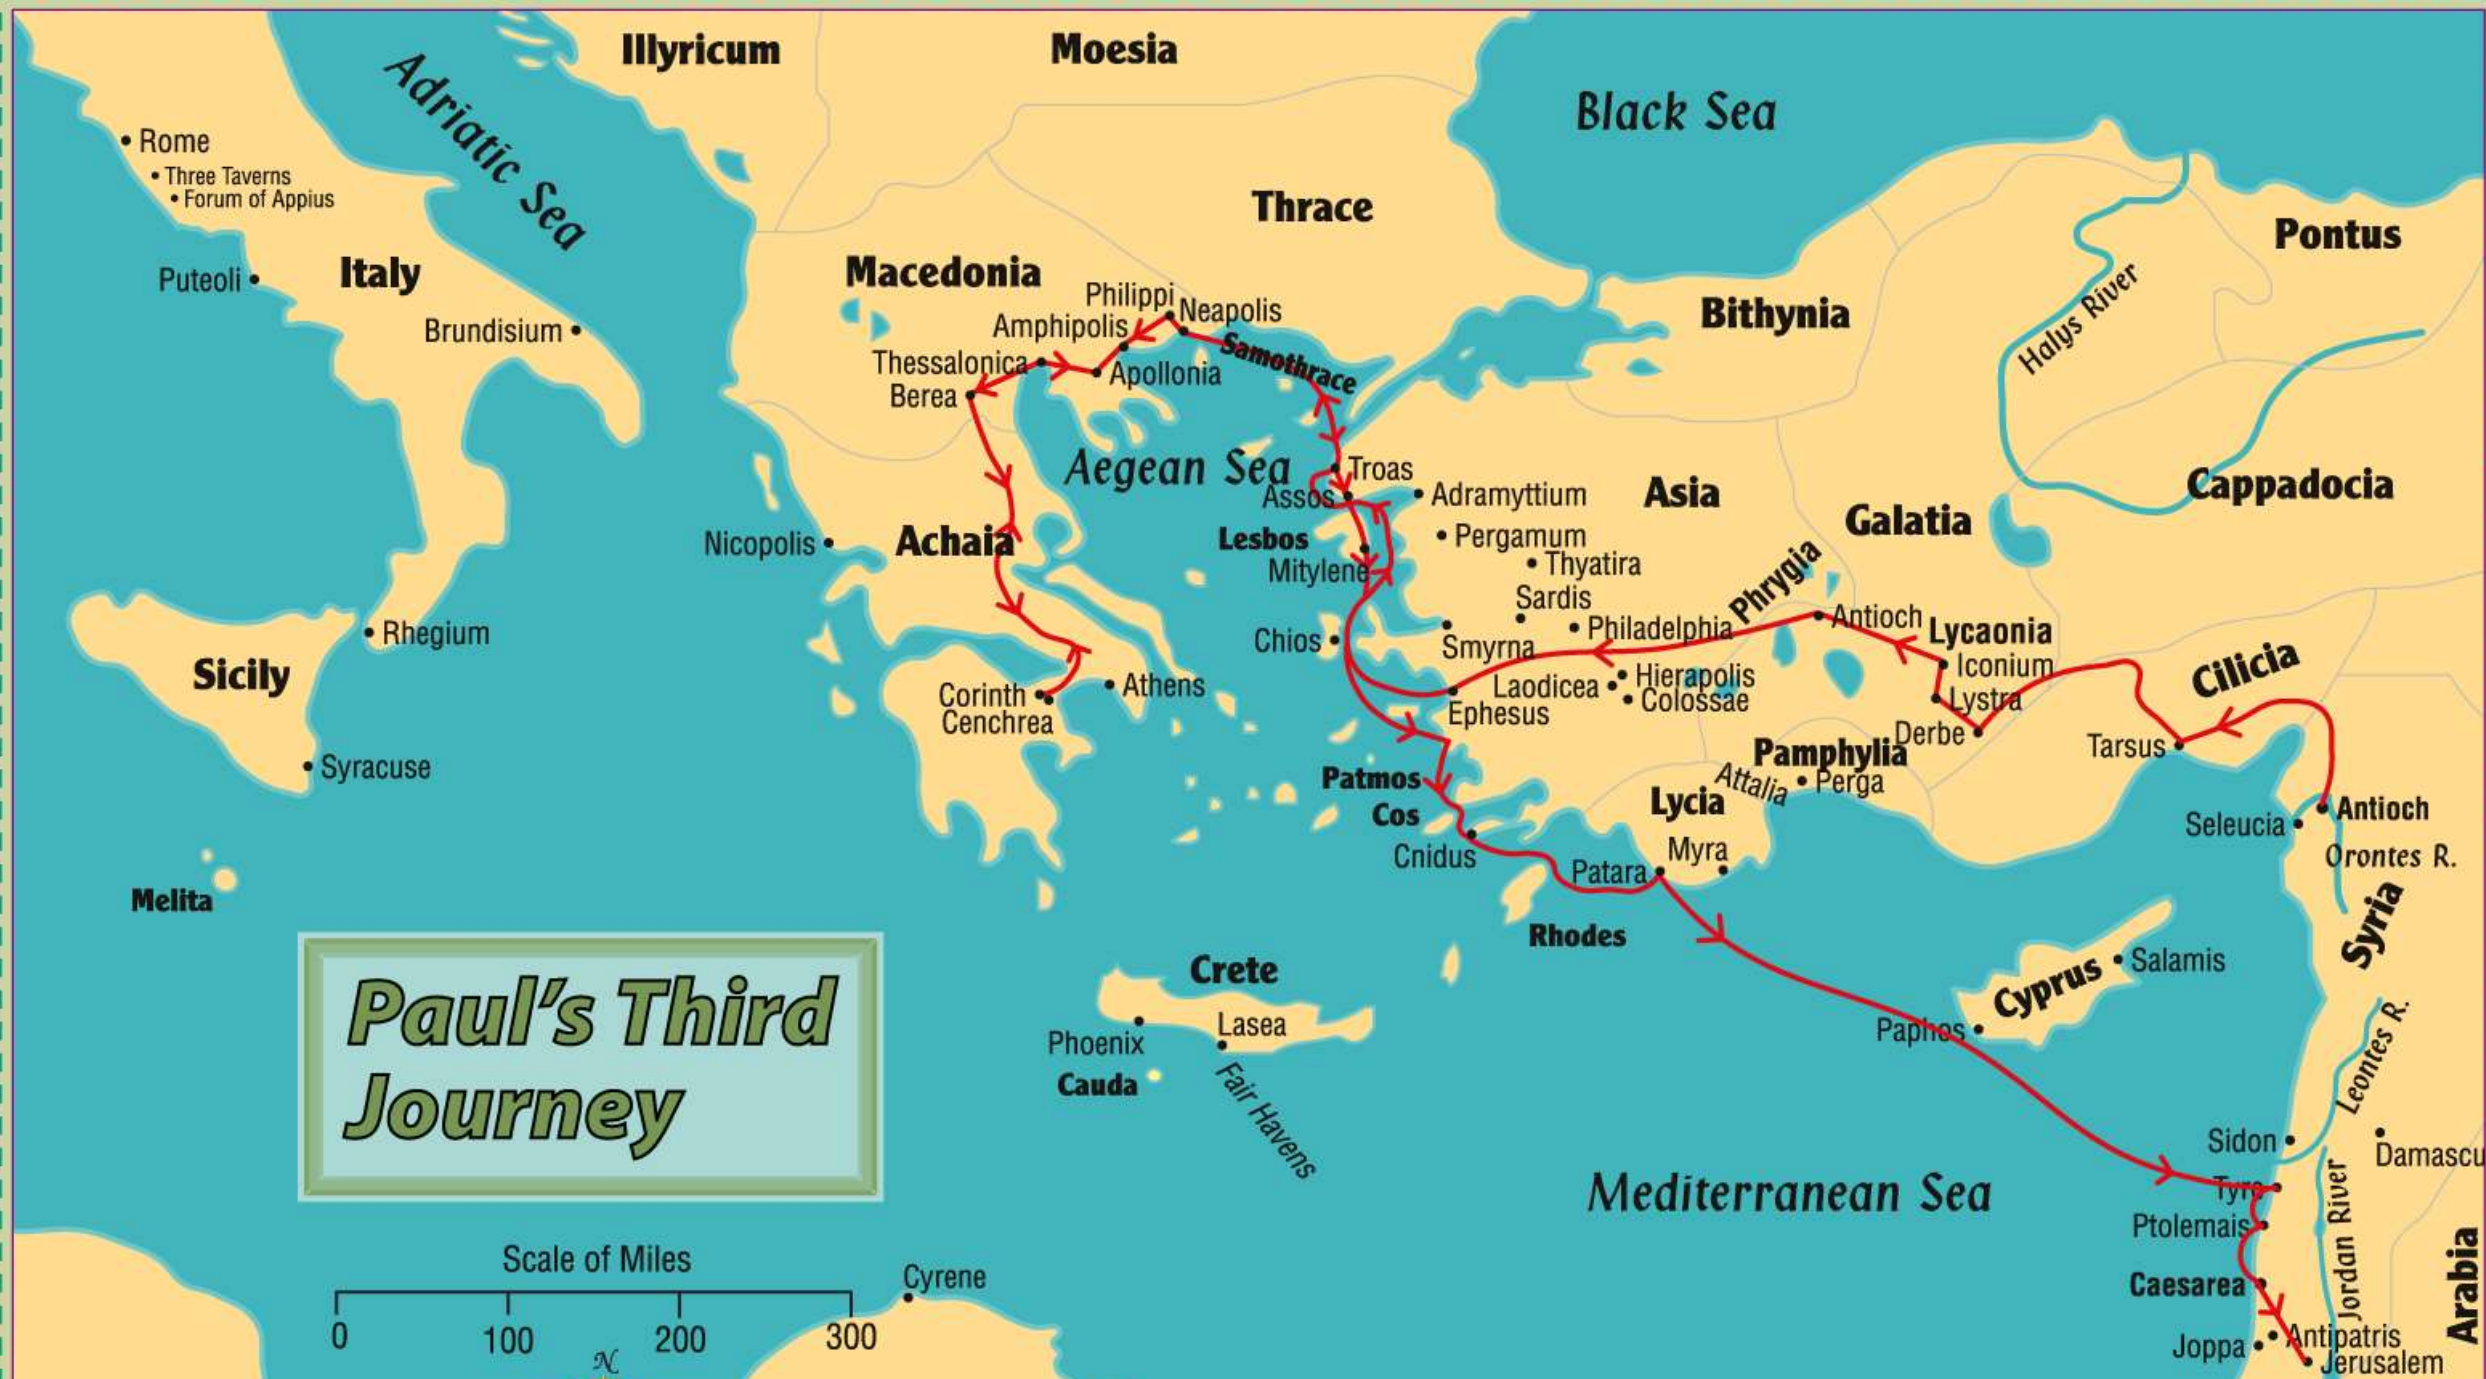 Illyricum
Moesia
Adriatic Sea
Black Sea
Rome
Three Taverns
Forum of Appius
Thrace
Pontus
Italy
Puteoli
Macedonia
Philippi
Neapolis
Amphipolis
Bithynia
Halys River
Brundisium
Samothrace
Thessalonica
Apollonia
Berea
Aegean Sea
Troas
Assos
Adramyttium
Asia
Cappadocia
Galatia
Nicopolis
Achaia
Lesbos
Pergamum
Mitylene
Thyatira
Phrygia
Sardis
Antioch
Lycaonia
Rhegium
Chios
Smyrna
Philadelphia
Iconium
Cilicia
Sicily
Corinth
Athens
Cenchrea
Laodicea
Hierapolis
Colossae
Lystra
Ephesus
Derbe
Tarsus
Pamphylia
Syracuse
Patmos
Attalia
Perga
Cos
Lycia
Antioch
Seleucia
Cnidus
Patara
Myra
Orontes R.
Melita
Rhodes
Syria
Crete
Cyprus
Salamis
Paul's Third
Journey
Phoenix
Lasea
Paphos
Cauda
Fair Havens
Leontes R.
Sidon
Damascu
Mediterranean Sea
Tyre
Ptolemais
Jordan River
Scale of Miles
Cyrene
Caesarea
Arabia
0 100 200 300
N
Joppa
Antipatris
Jerusalem